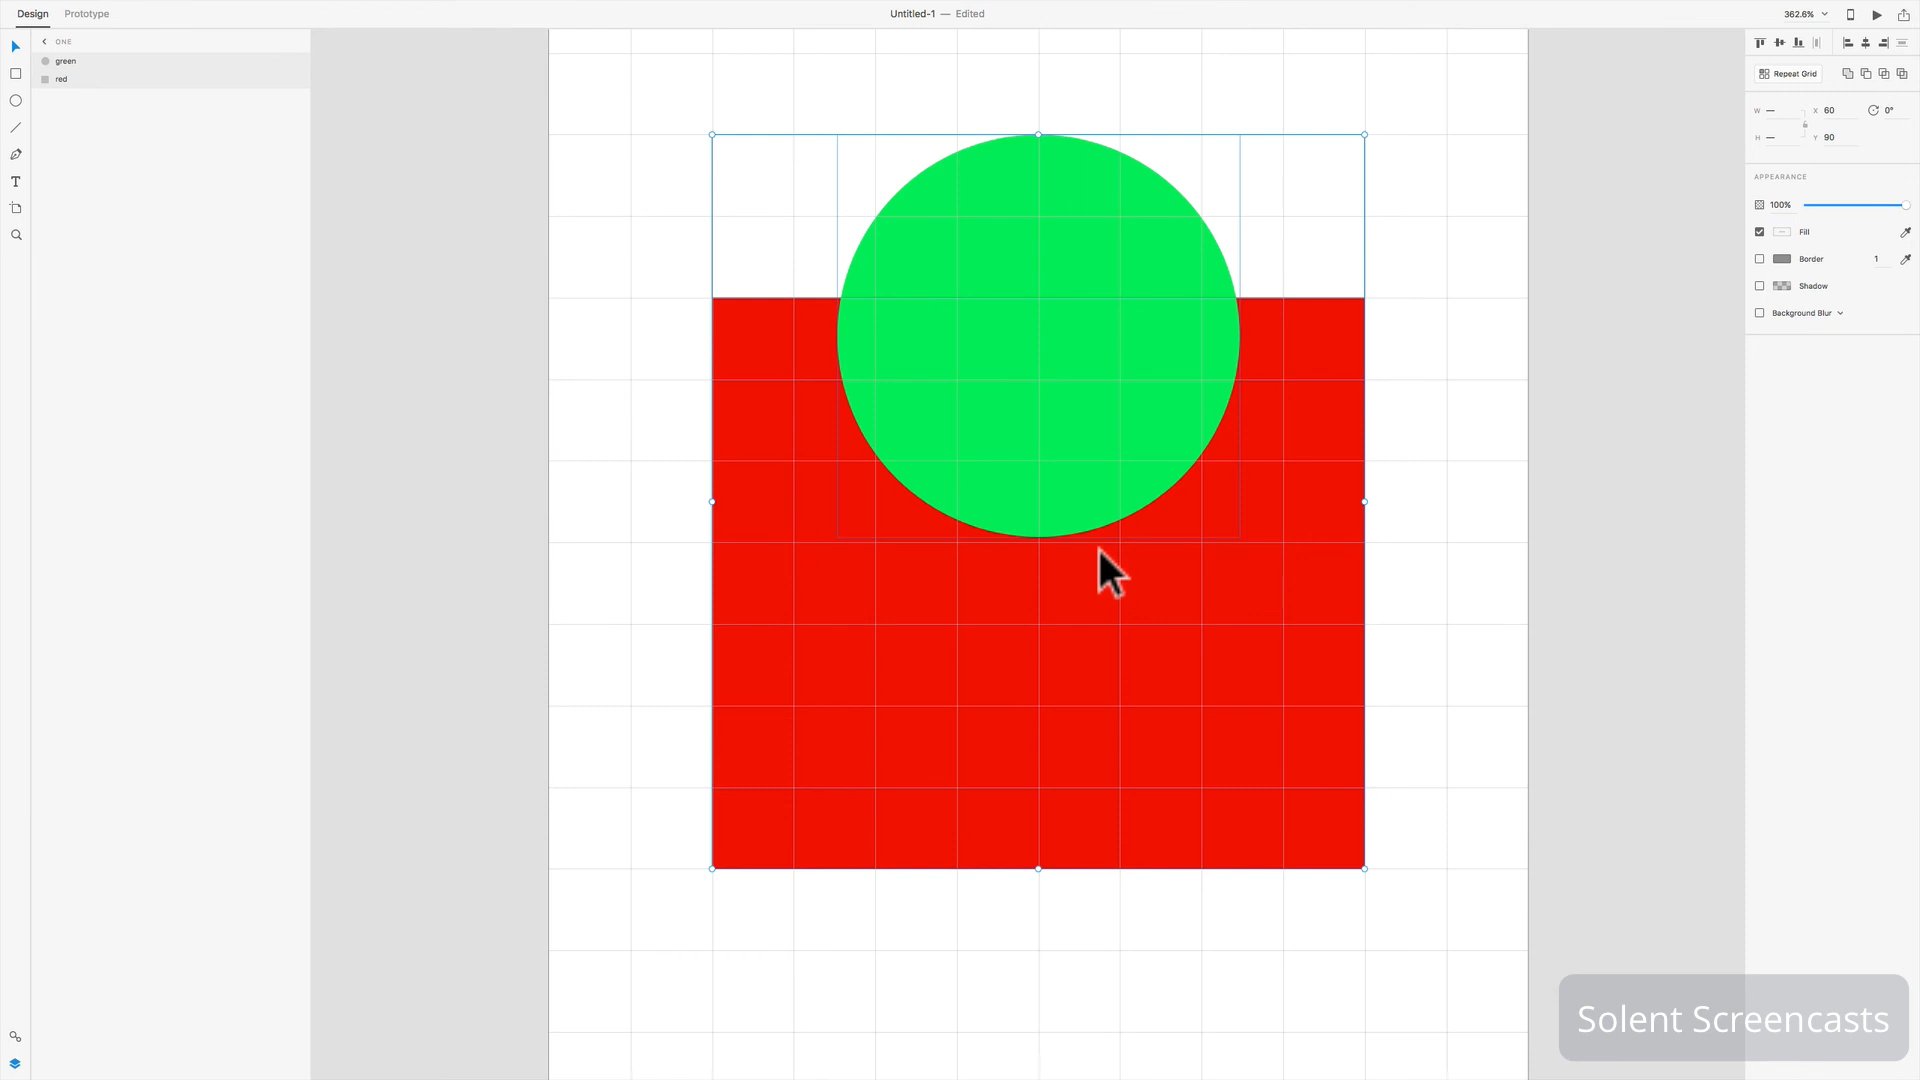 Design Prototype
Untitled-1 — Edited
362.6%
ONE
green
red
Repeat Grid
W — X 60 0°
H — Y 90
APPEARANCE
100%
Fill
Border 1
Shadow
Background Blur
Solent Screencasts